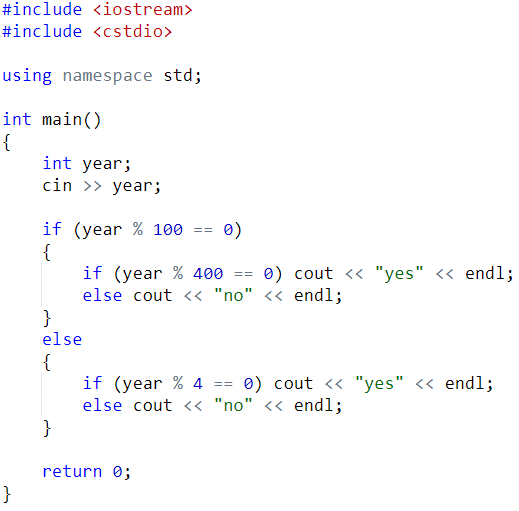 #include <iostream>
#include <cstdio>

using namespace std;

int main()
{
    int year;
    cin >> year;

    if (year % 100 == 0)
    {
        if (year % 400 == 0) cout << "yes" << endl;
        else cout << "no" << endl;
    }
    else
    {
        if (year % 4 == 0) cout << "yes" << endl;
        else cout << "no" << endl;
    }

    return 0;
}